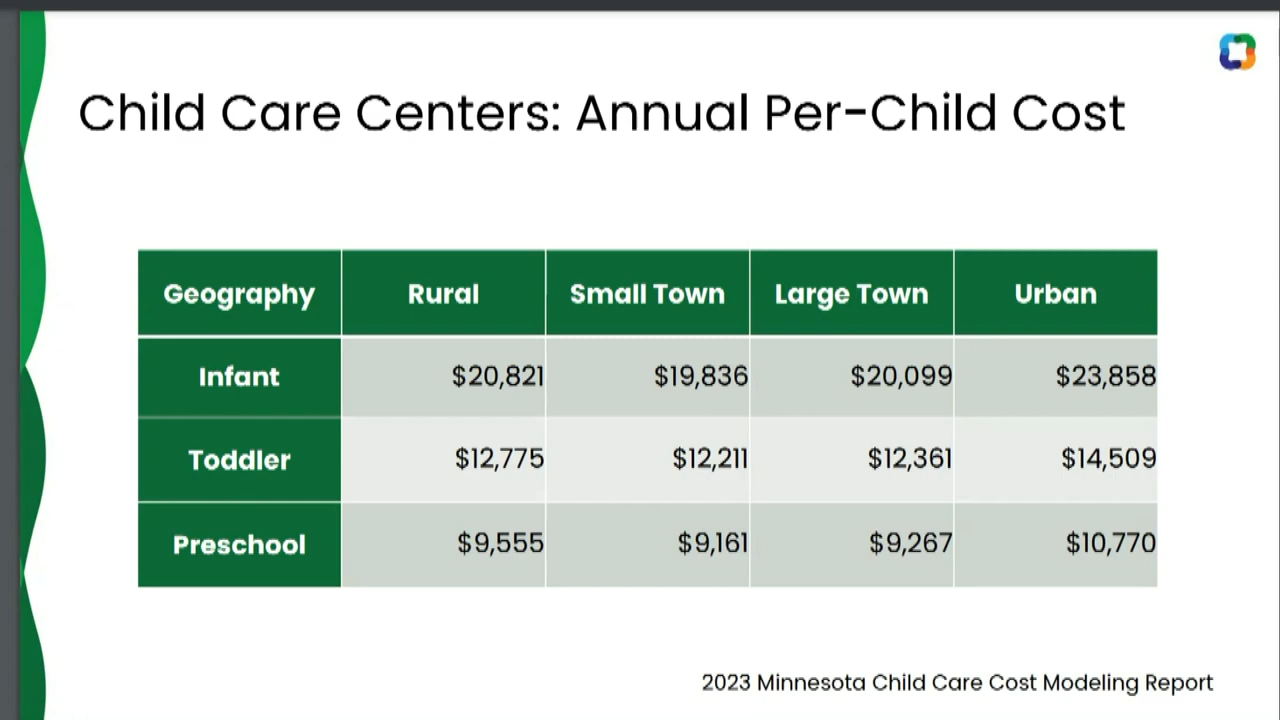 Child Care Centers: Annual Per-Child Cost
Geography Rural Small Town Large Town Urban
Infant $20,821 $19,836 $20,099 $23,858
Toddler $12,775 $12,211 $12,361 $14,509
Preschool $9,555 $9,161 $9,267 $10,770
2023 Minnesota Child Care Cost Modeling Report